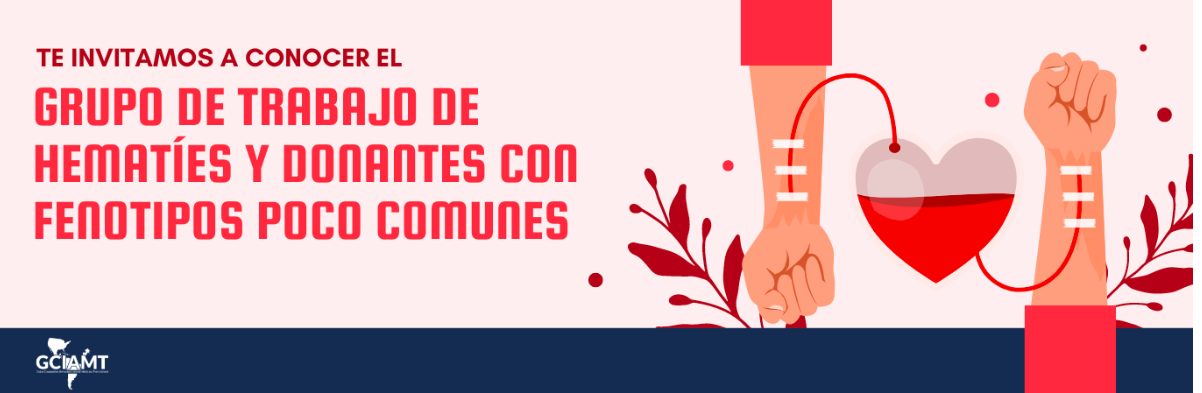 TE INVITAMOS A CONOCER EL
GRUPO DE TRABAJO DE
HEMATÍES Y DONANTES CON
FENOTIPOS POCO COMUNES
GCIAMT